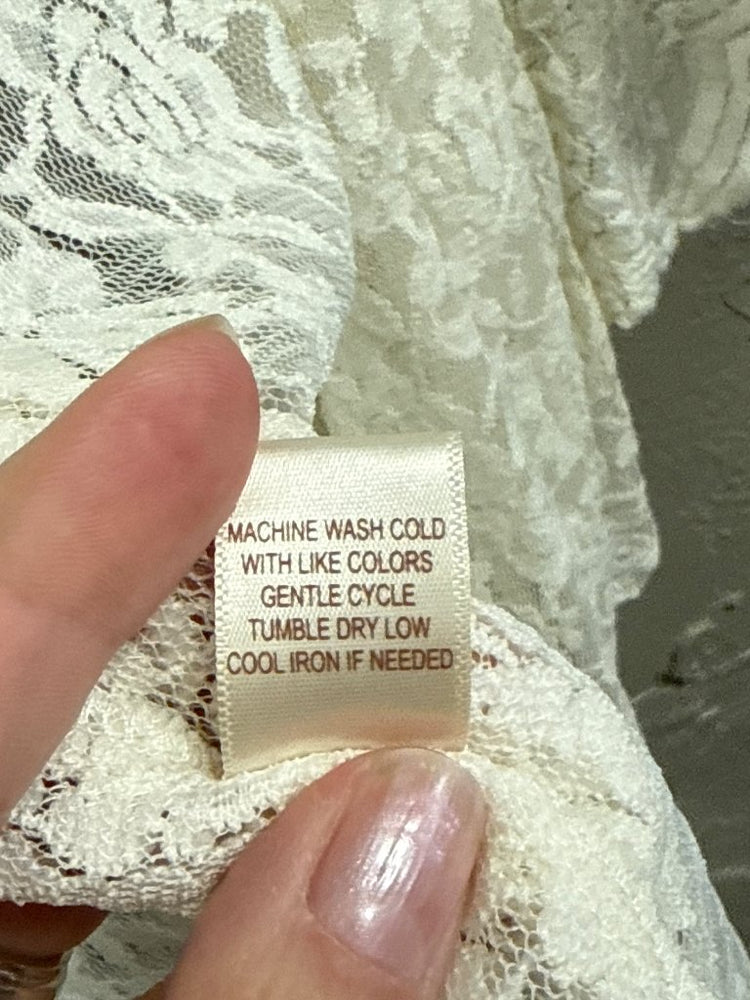 MACHINE WASH COLD
WITH LIKE COLORS
GENTLE CYCLE
TUMBLE DRY LOW
COOL IRON IF NEEDED